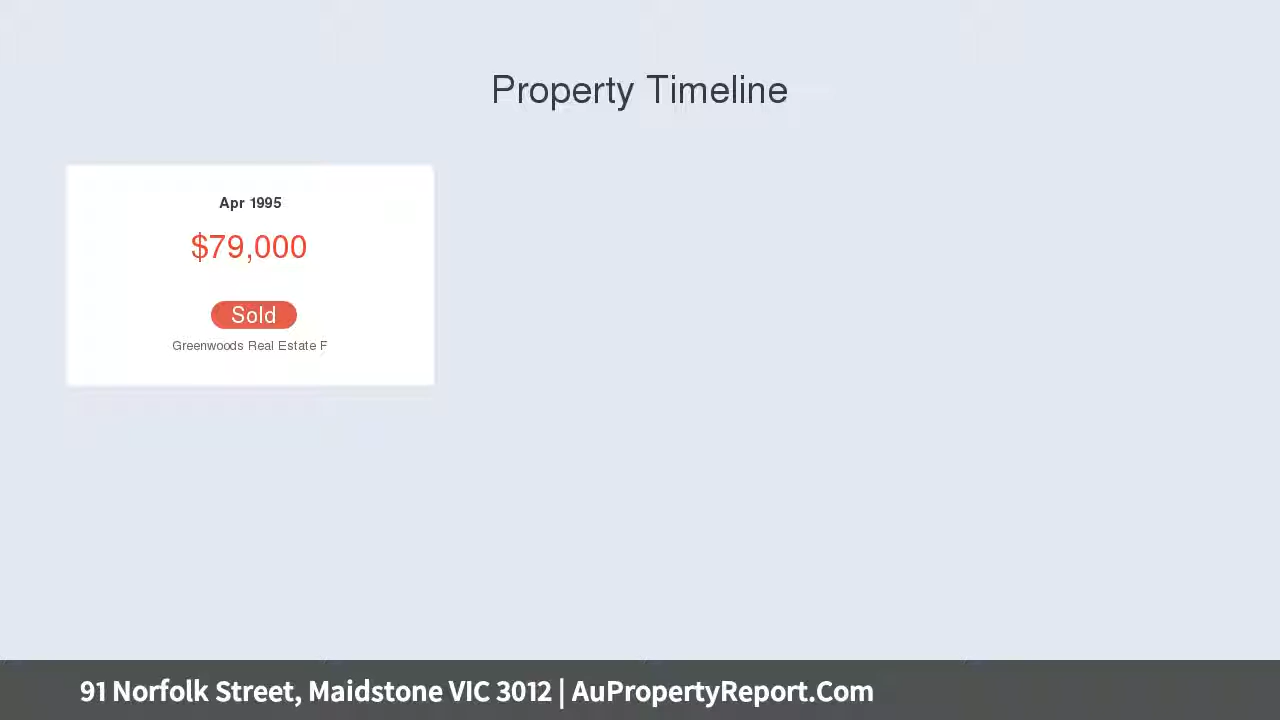 Property Timeline
Apr 1995
$79,000
Sold
Greenwoods Real Estate F
91 Norfolk Street, Maidstone VIC 3012 | AuPropertyReport.Com